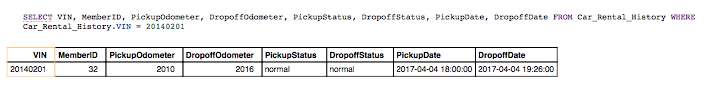 SELECT VIN, MemberID, PickupOdometer, DropoffOdometer, PickupStatus, DropoffStatus, PickupDate, DropoffDate FROM Car_Rental_History WHERE
Car_Rental_History.VIN = 20140201
VIN MemberID PickupOdometer DropoffOdometer PickupStatus DropoffStatus PickupDate DropoffDate
20140201 32 2010 2016 normal normal 2017-04-04 18:00:00 2017-04-04 19:26:00